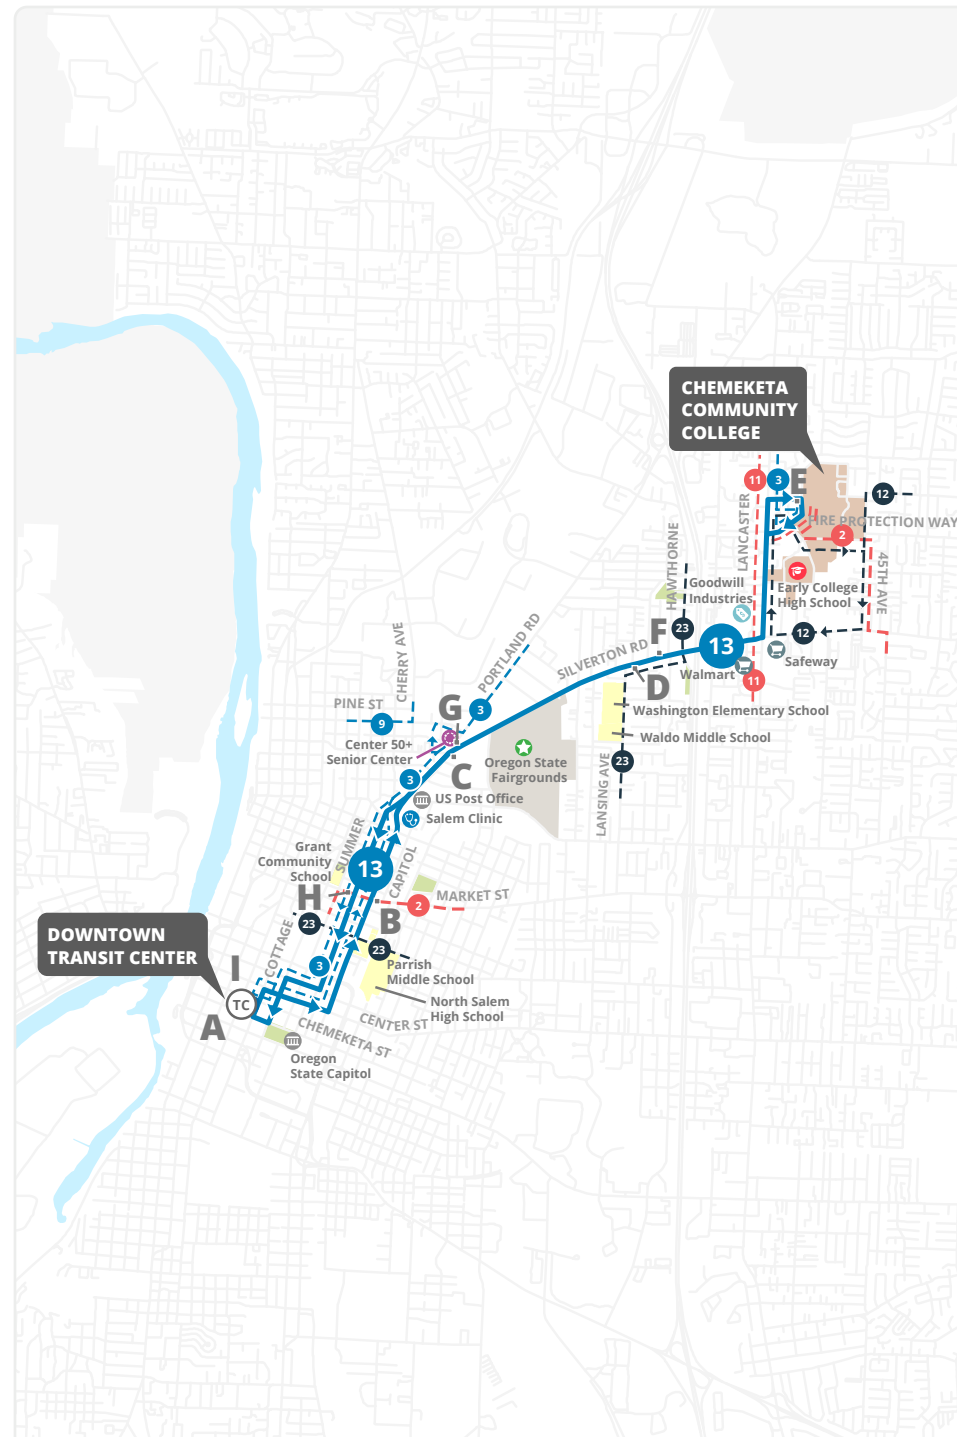 CHEMEKETA
COMMUNITY
COLLEGE
11
3
E
12
LANCASTER
FIRE PROTECTION WAY
2
HAWTHORNE
45TH AVE
Goodwill
Industries
Early College
High School
CHERRY AVE
PORTLAND RD
SILVERTON RD
F
23
13
12
Safeway
Walmart
11
D
PINE ST
9
G
3
Washington Elementary School
Center 50+
Senior Center
Waldo Middle School
C
Oregon State
Fairgrounds
23
3
LANSING AVE
US Post Office
Salem Clinic
SUMMER
Grant
Community
School
13
CAPITOL
H
2
MARKET ST
B
23
DOWNTOWN
TRANSIT CENTER
COTTAGE
23
I
3
Parrish
Middle School
TC
North Salem
High School
A
CENTER ST
CHEMEKETA ST
Oregon
State Capitol